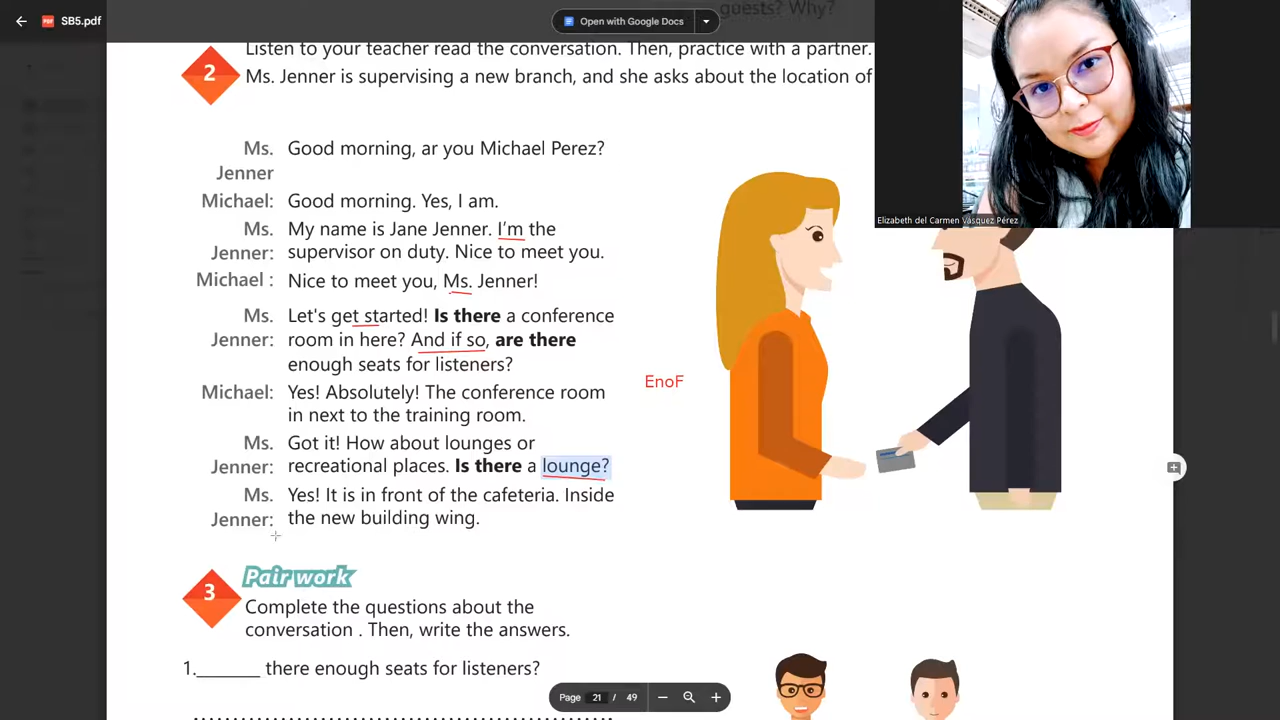 SB5.pdf
Open with Google Docs
guests? Why?
2
Listen to your teacher read the conversation. Then, practice with a partner.
Ms. Jenner is supervising a new branch, and she asks about the location of
Ms. Jenner
Good morning, ar you Michael Perez?
Michael: Good morning. Yes, I am.
Ms. My name is Jane Jenner. I'm the
Jenner: supervisor on duty. Nice to meet you.
Michael : Nice to meet you, Ms. Jenner!
Ms. Let's get started! Is there a conference
Jenner: room in here? And if so, are there
enough seats for listeners?
EnoF
Michael: Yes! Absolutely! The conference room
in next to the training room.
Ms. Got it! How about lounges or
Jenner: recreational places. Is there a lounge?
Ms. Yes! It is in front of the cafeteria. Inside
Jenner: the new building wing.
3
Pair work
Complete the questions about the
conversation . Then, write the answers.
1._______ there enough seats for listeners?
Page 21 / 49
Elizabeth del Carmen Vásquez Pérez